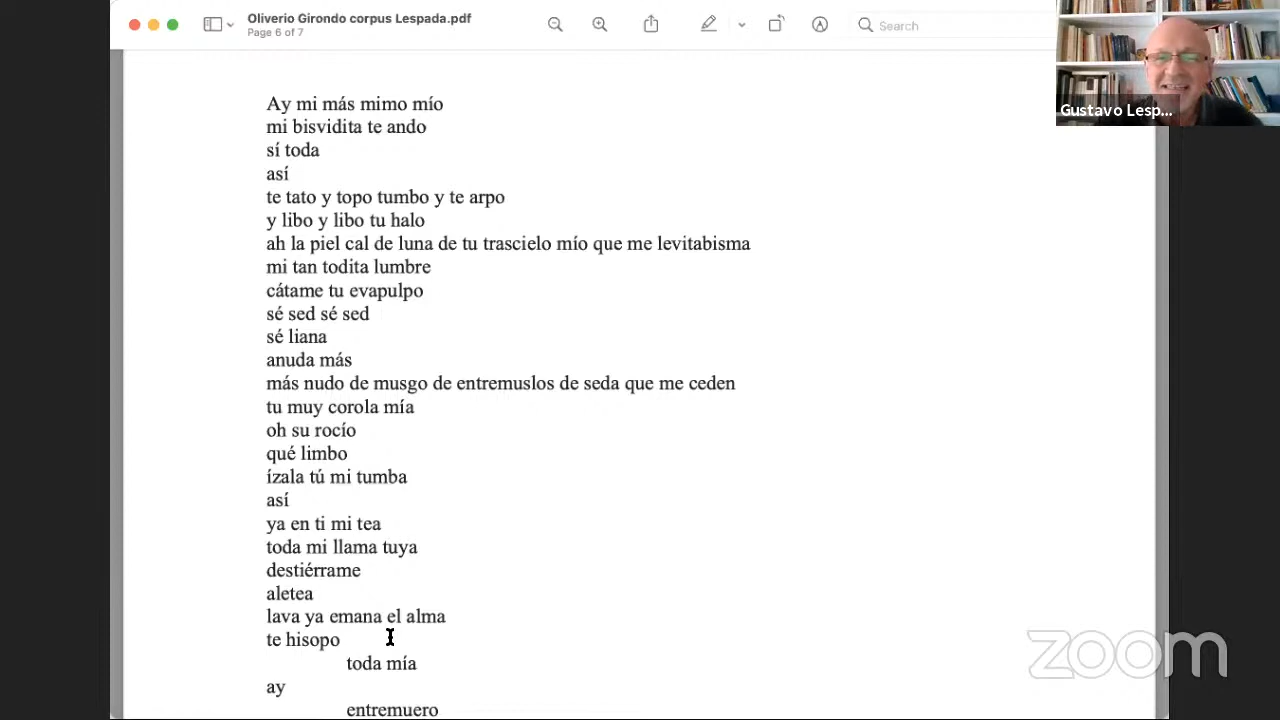 Oliverio Girondo corpus Lespada.pdf
Page 6 of 7
Search
Gustavo Lesp...
Ay mi más mimo mío
mi bisvidita te ando
sí toda
así
te tato y topo tumbo y te arpo
y libo y libo tu halo
ah la piel cal de luna de tu trascielo mío que me levitabisma
mi tan todita lumbre
cátame tu evapulpo
sé sed sé sed
sé liana
anuda más
más nudo de musgo de entremuslos de seda que me ceden
tu muy corola mía
oh su rocío
qué limbo
ízala tú mi tumba
así
ya en ti mi tea
toda mi llama tuya
destiérrame
aletea
lava ya emana el alma
te hisopo
toda mía
ay
entremuero
zoom